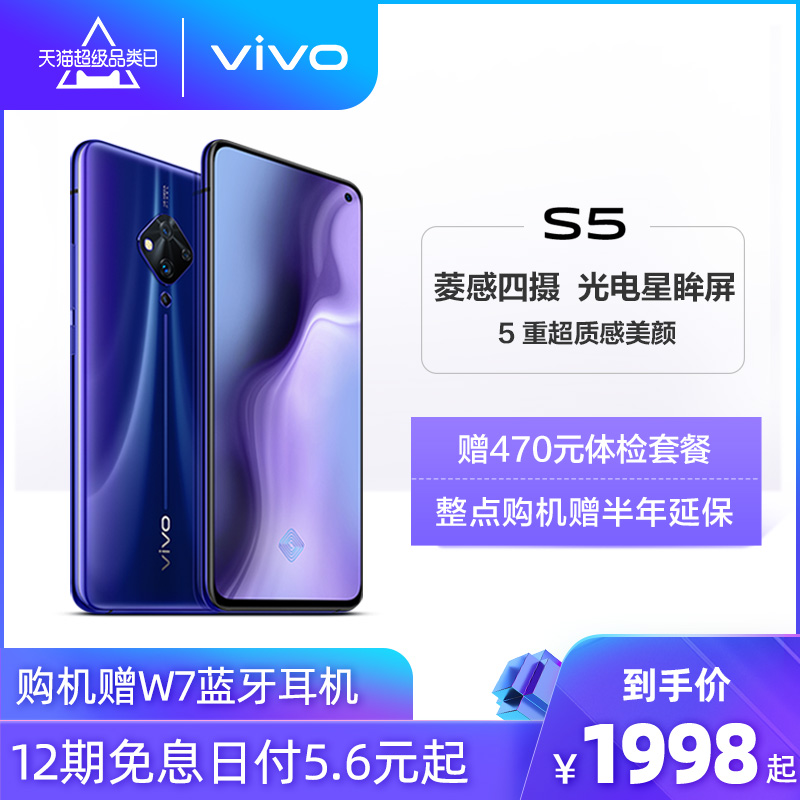 天猫超级品类日
vivo
S5
菱感四摄 光电星眸屏
5重超质感美颜
赠470元体检套餐
整点购机赠半年延保
vivo
购机赠W7蓝牙耳机
12期免息日付5.6元起
到手价
¥1998起